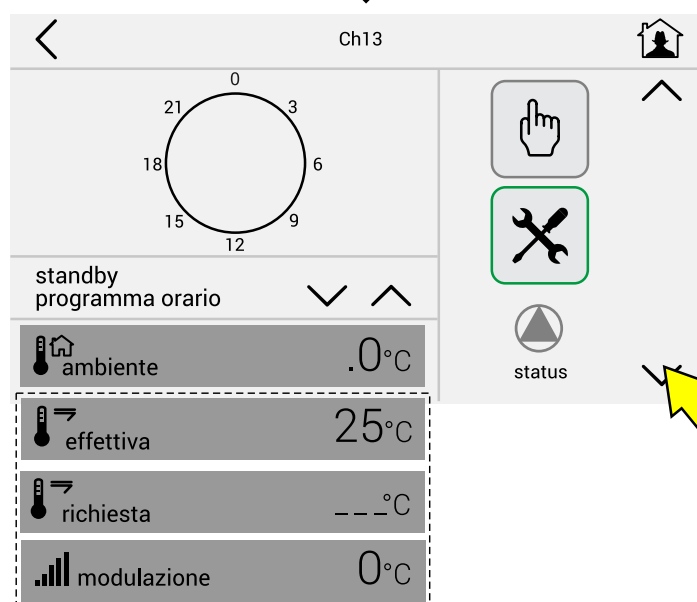 Ch13
0
21
3
18
6
15
9
12
standby
programma orario
ambiente
.0°C
status
effettiva
25°C
richiesta
_ _ _°C
modulazione
0°C